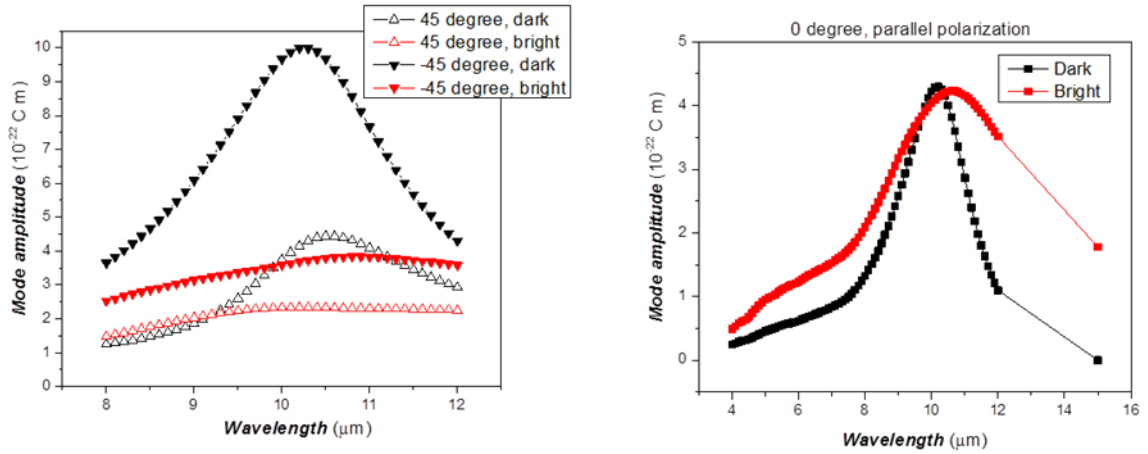 45 degree, dark
45 degree, bright
-45 degree, dark
-45 degree, bright
10
9
8
7
6
5
4
3
2
1
0
Mode amplitude (10⁻²² C m)
8 9 10 11 12
Wavelength (μm)
0 degree, parallel polarization
Dark
Bright
5
4
3
2
1
0
Mode amplitude (10⁻²² C m)
4 6 8 10 12 14 16
Wavelength (μm)